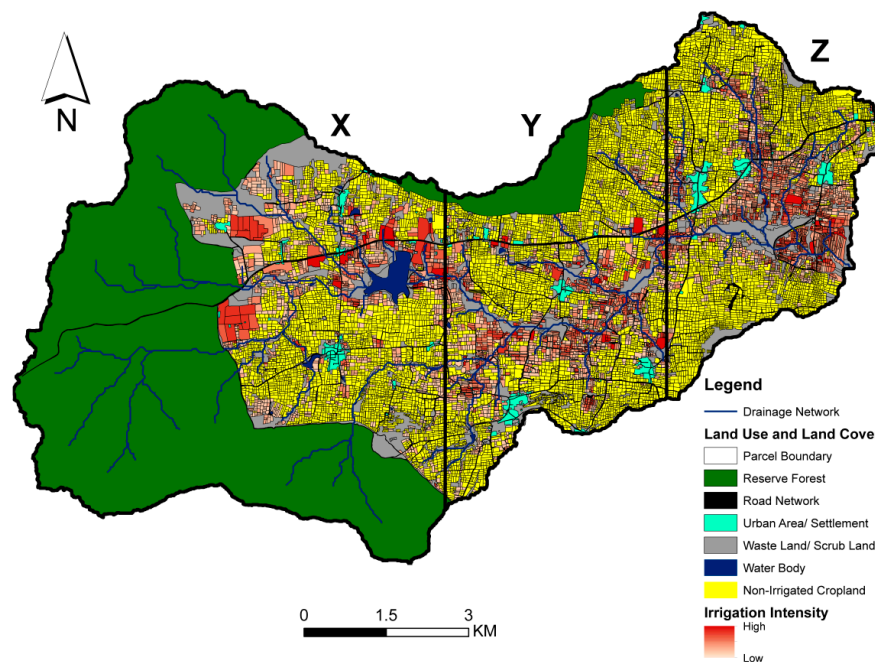 Z
X
Y
N
Legend
Drainage Network
Land Use and Land Cove
Parcel Boundary
Reserve Forest
Road Network
Urban Area/ Settlement
Waste Land/ Scrub Land
Water Body
Non-Irrigated Cropland
Irrigation Intensity
High
Low
0 1.5 3
KM